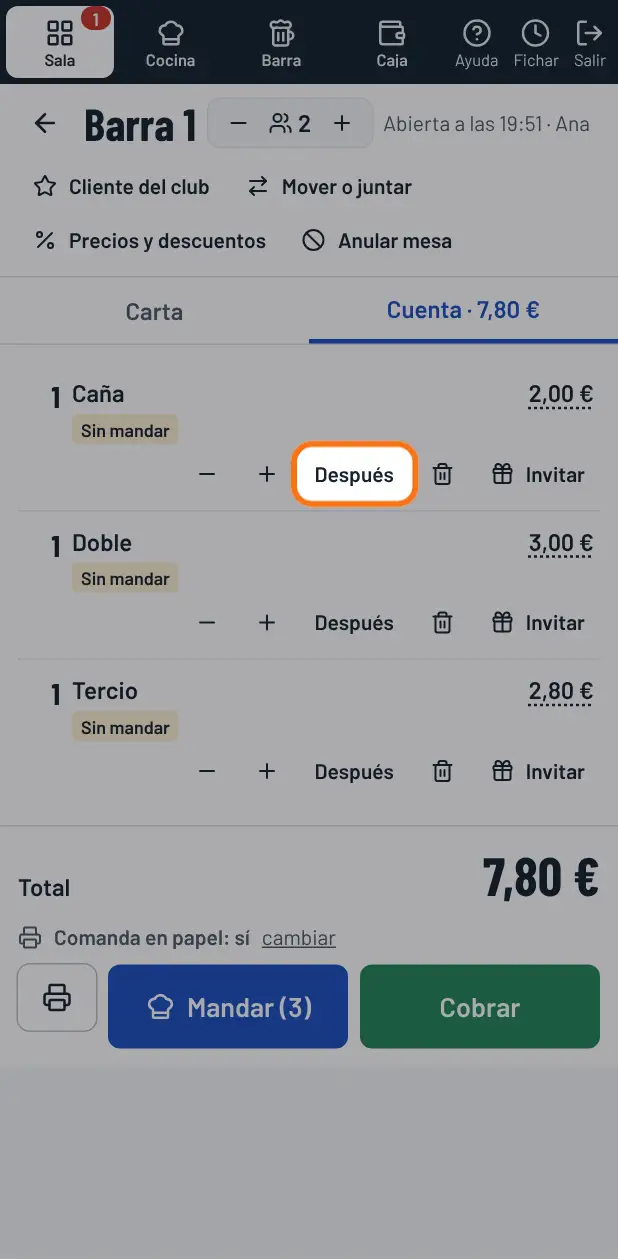 1
Sala
Cocina
Barra
Caja
Ayuda
Fichar
Salir
Barra 1
2
Abierta a las 19:51 · Ana
Cliente del club
Mover o juntar
Precios y descuentos
Anular mesa
Carta
Cuenta · 7,80 €
1 Caña 2,00 €
Sin mandar
Después
Invitar
1 Doble 3,00 €
Sin mandar
Después
Invitar
1 Tercio 2,80 €
Sin mandar
Después
Invitar
Total 7,80 €
Comanda en papel: sí cambiar
Mandar (3)
Cobrar